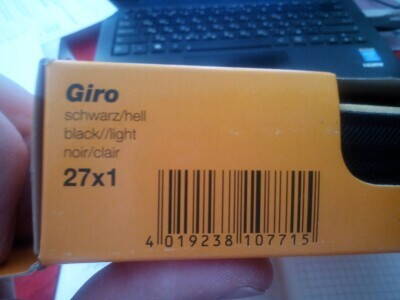 Giro
schwarz/hell
black//light
noir/clair
27x1
4 019238 107715